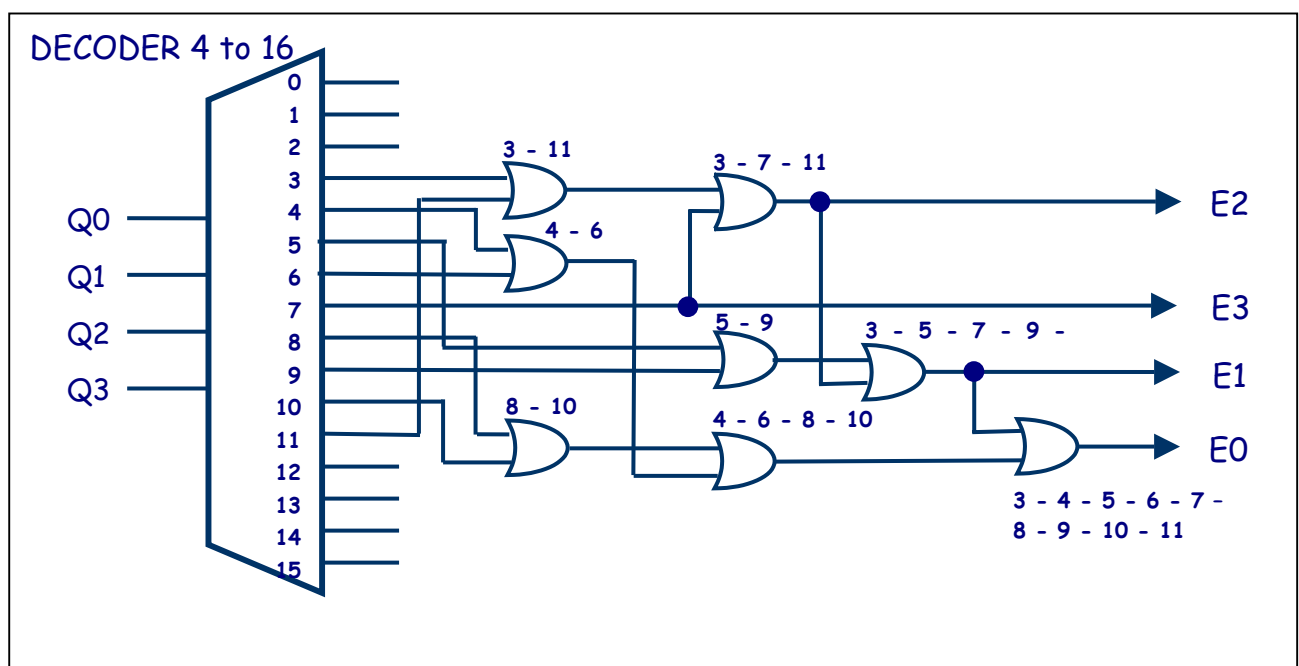 DECODER 4 to 16
0
1
2
3
4
5
6
7
8
9
10
11
12
13
14
15
Q0
Q1
Q2
Q3
3 - 11
3 - 7 - 11
4 - 6
5 - 9
3 - 5 - 7 - 9 -
8 - 10
4 - 6 - 8 - 10
E2
E3
E1
E0
3 - 4 - 5 - 6 - 7 -
8 - 9 - 10 - 11